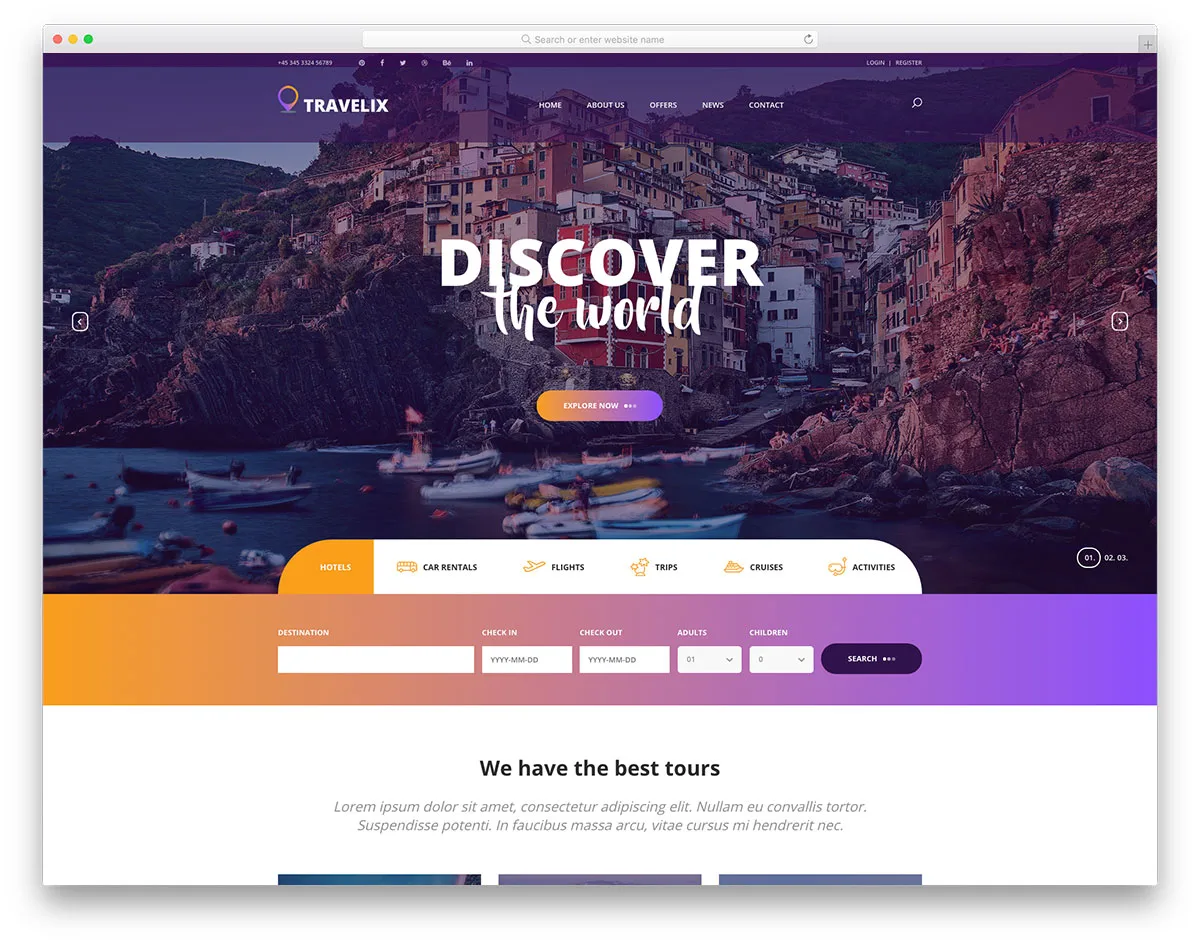 Search or enter website name
+45 345 3324 56789 LOGIN | REGISTER
TRAVELIX HOME ABOUT US OFFERS NEWS CONTACT
DISCOVER
the world
EXPLORE NOW
01. 02. 03.
HOTELS CAR RENTALS FLIGHTS TRIPS CRUISES ACTIVITIES
DESTINATION CHECK IN CHECK OUT ADULTS CHILDREN
YYYY-MM-DD YYYY-MM-DD 01 0 SEARCH
We have the best tours
Lorem ipsum dolor sit amet, consectetur adipiscing elit. Nullam eu convallis tortor.
Suspendisse potenti. In faucibus massa arcu, vitae cursus mi hendrerit nec.